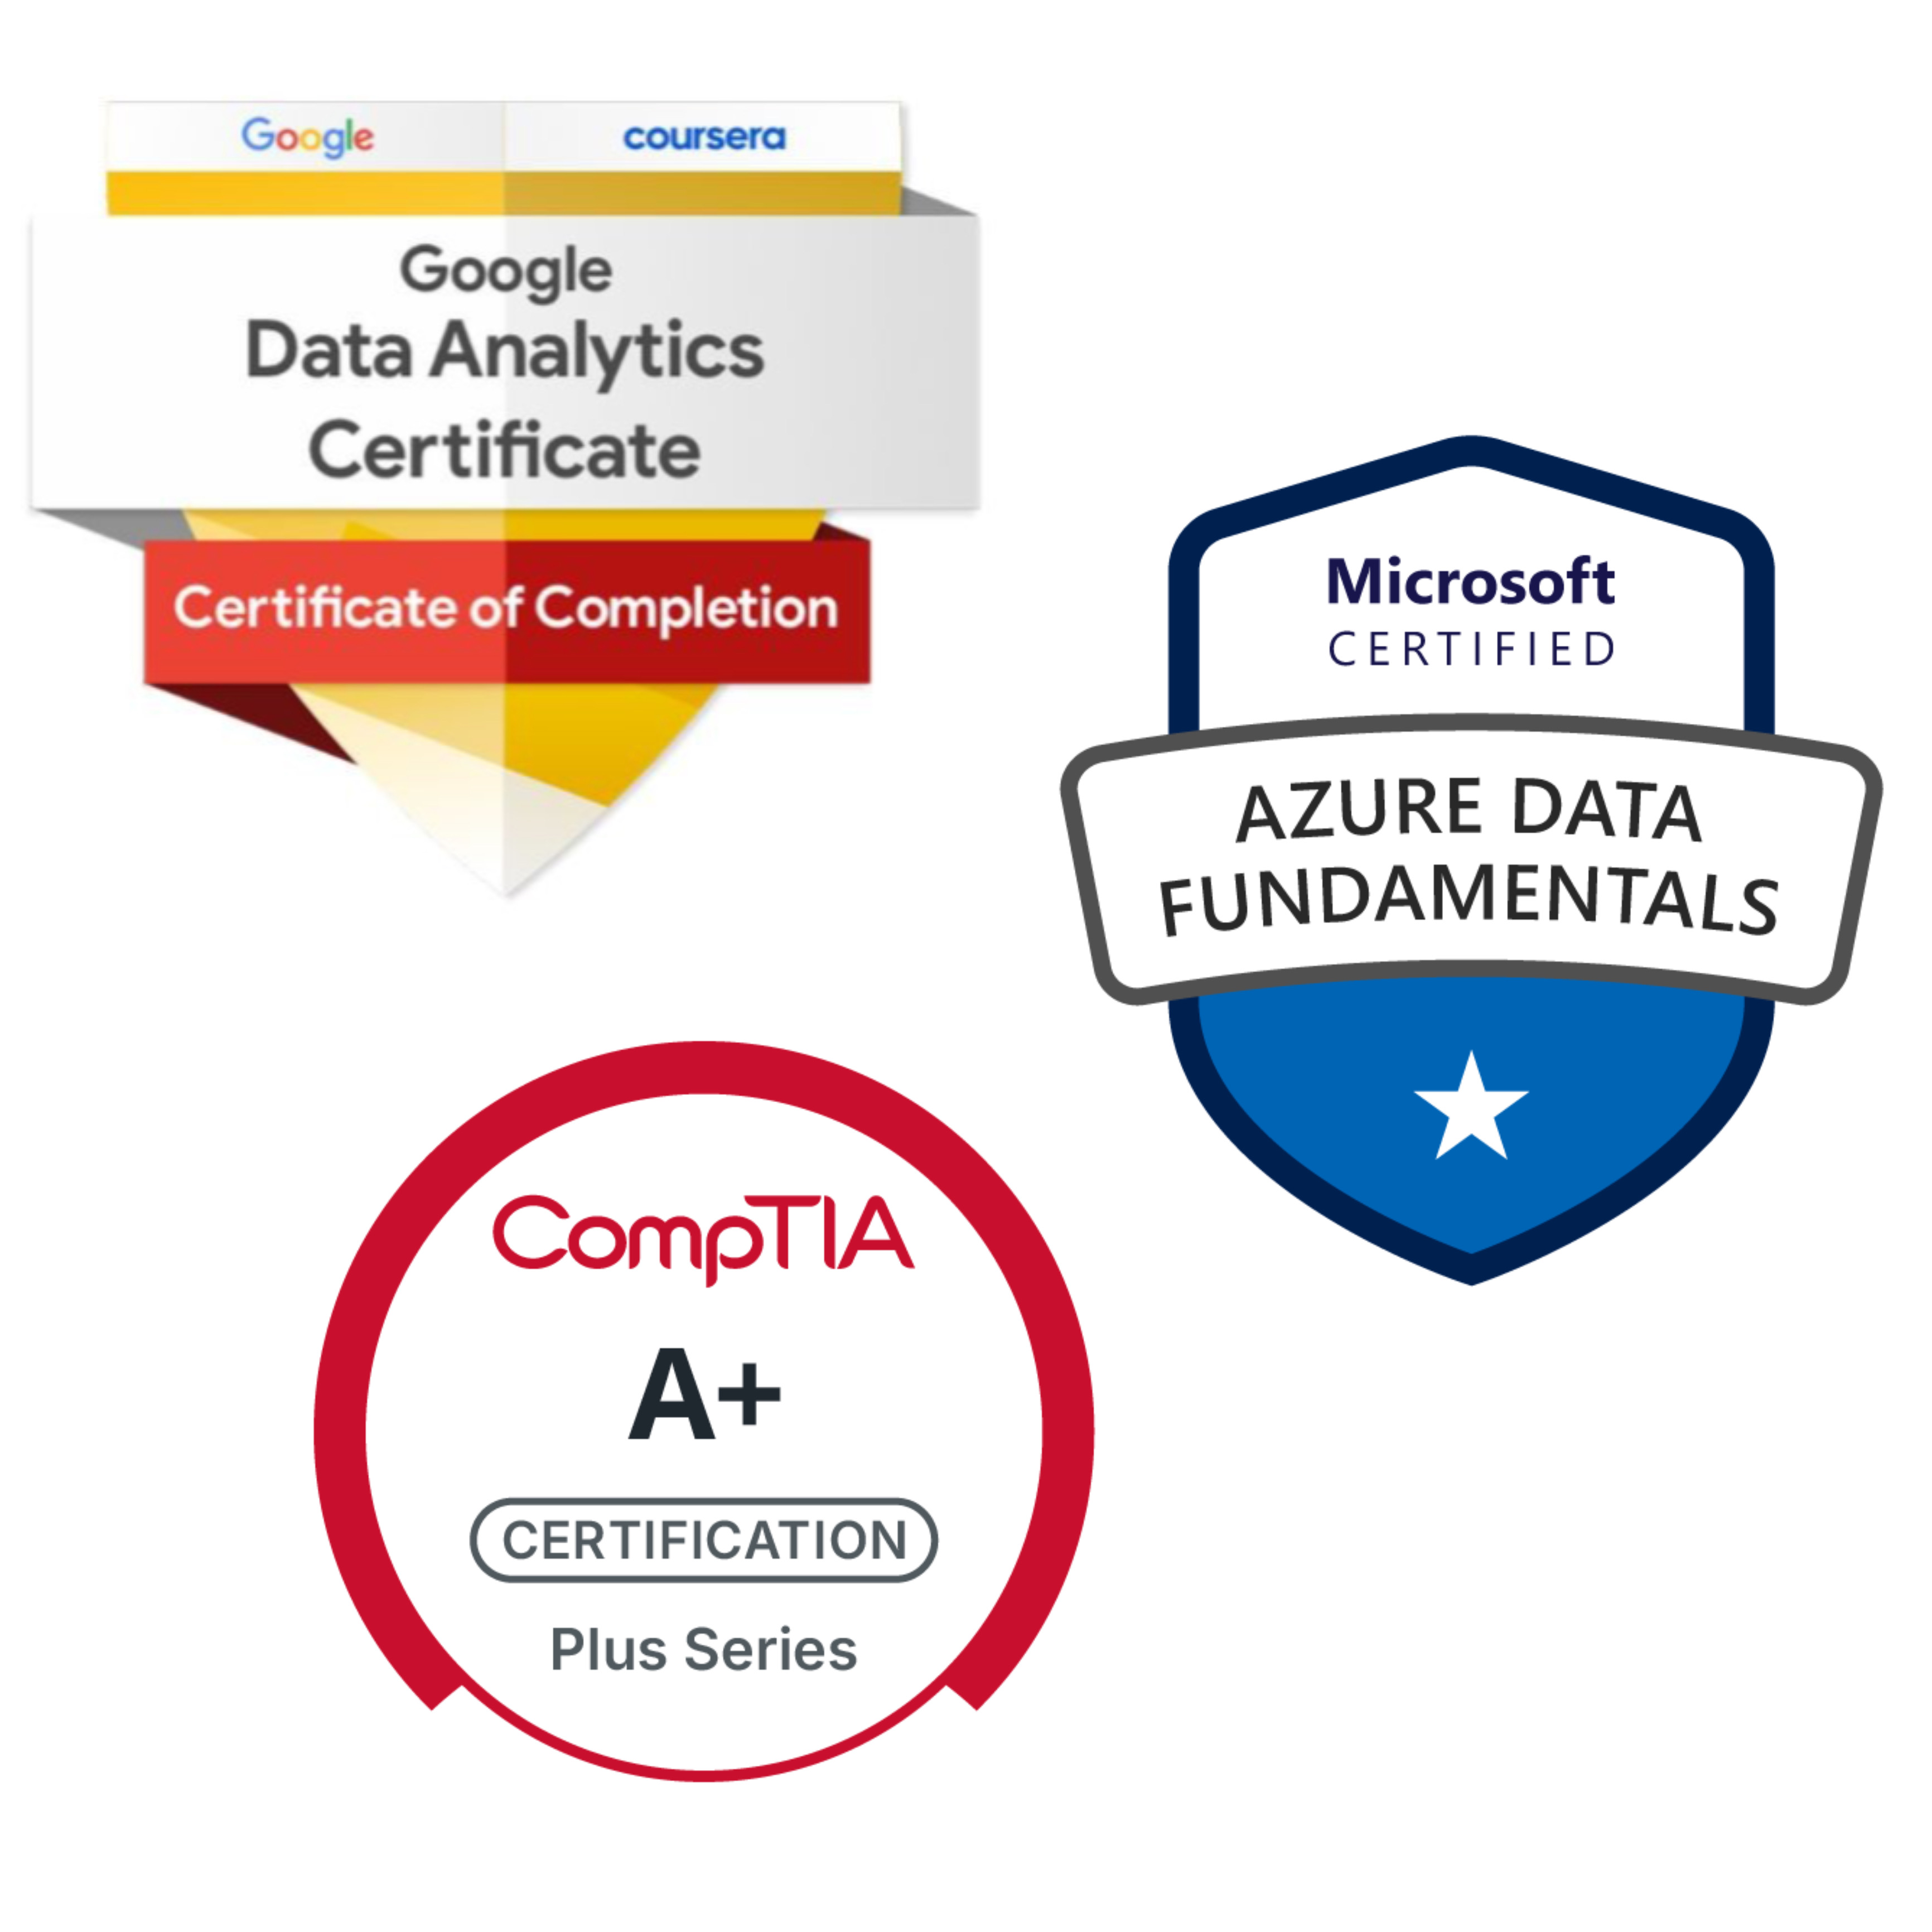 Google coursera
Google
Data Analytics
Certificate
Certificate of Completion
Microsoft
CERTIFIED
AZURE DATA
FUNDAMENTALS
CompTIA
A+
CERTIFICATION
Plus Series